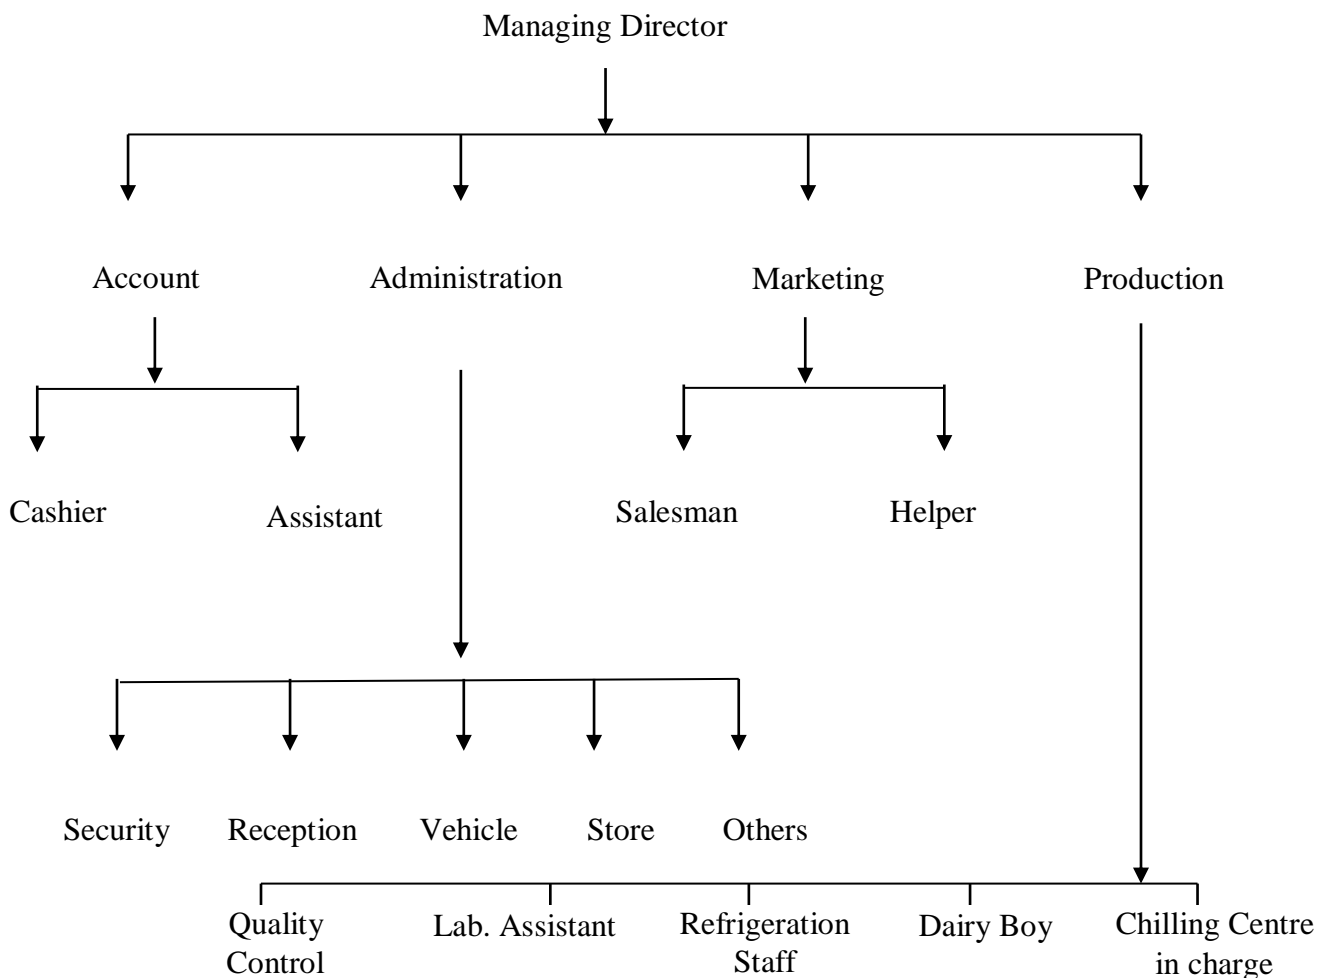 Managing Director
Account
Administration
Marketing
Production
Cashier
Assistant
Salesman
Helper
Security
Reception
Vehicle
Store
Others
Quality
Control
Lab. Assistant
Refrigeration
Staff
Dairy Boy
Chilling Centre
in charge